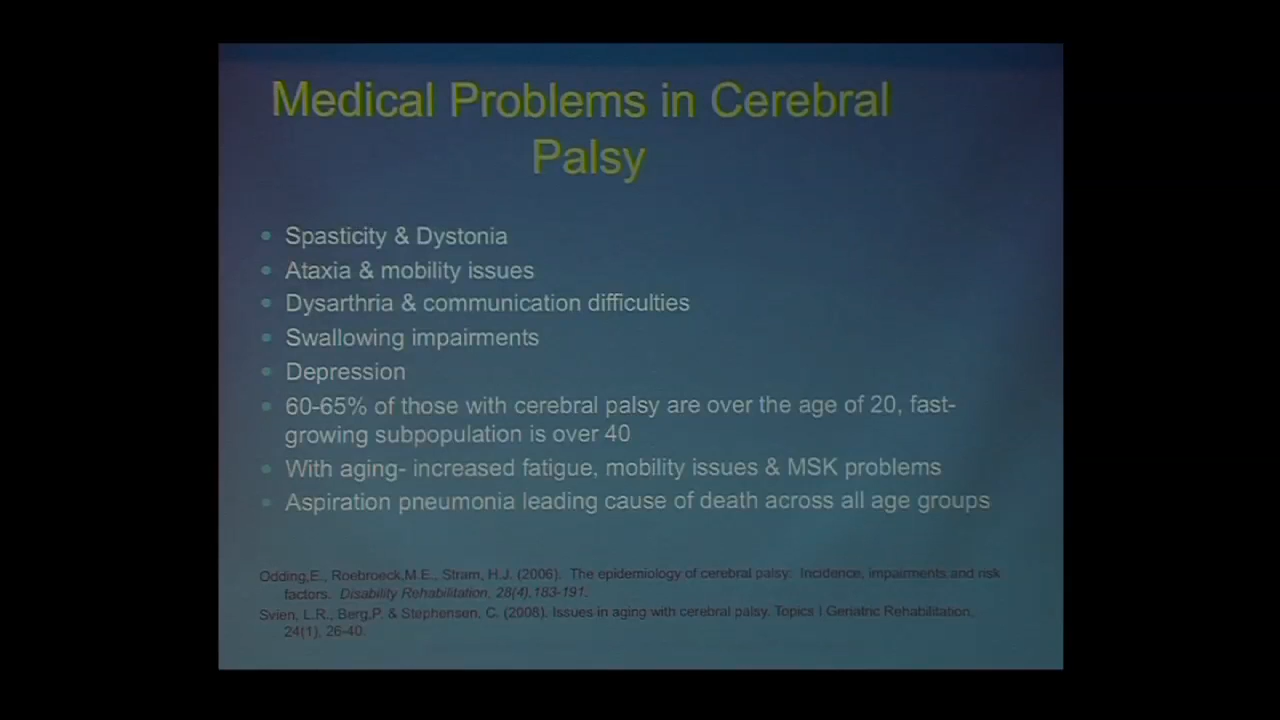 Medical Problems in Cerebral
Palsy
• Spasticity & Dystonia
• Ataxia & mobility issues
• Dysarthria & communication difficulties
• Swallowing impairments
• Depression
• 60-65% of those with cerebral palsy are over the age of 20, fast-
growing subpopulation is over 40
• With aging- increased fatigue, mobility issues & MSK problems
• Aspiration pneumonia leading cause of death across all age groups
Odding,E., Roebroeck,M.E., Stram, H.J. (2006). The epidemiology of cerebral palsy: Incidence, impairments and risk
factors. Disability Rehabilitation, 28(4),183-191.
Svien, L.R., Berg,P. & Stephensen, C. (2008). Issues in aging with cerebral palsy. Topics I Geriatric Rehabilitation,
24(1), 26-40.